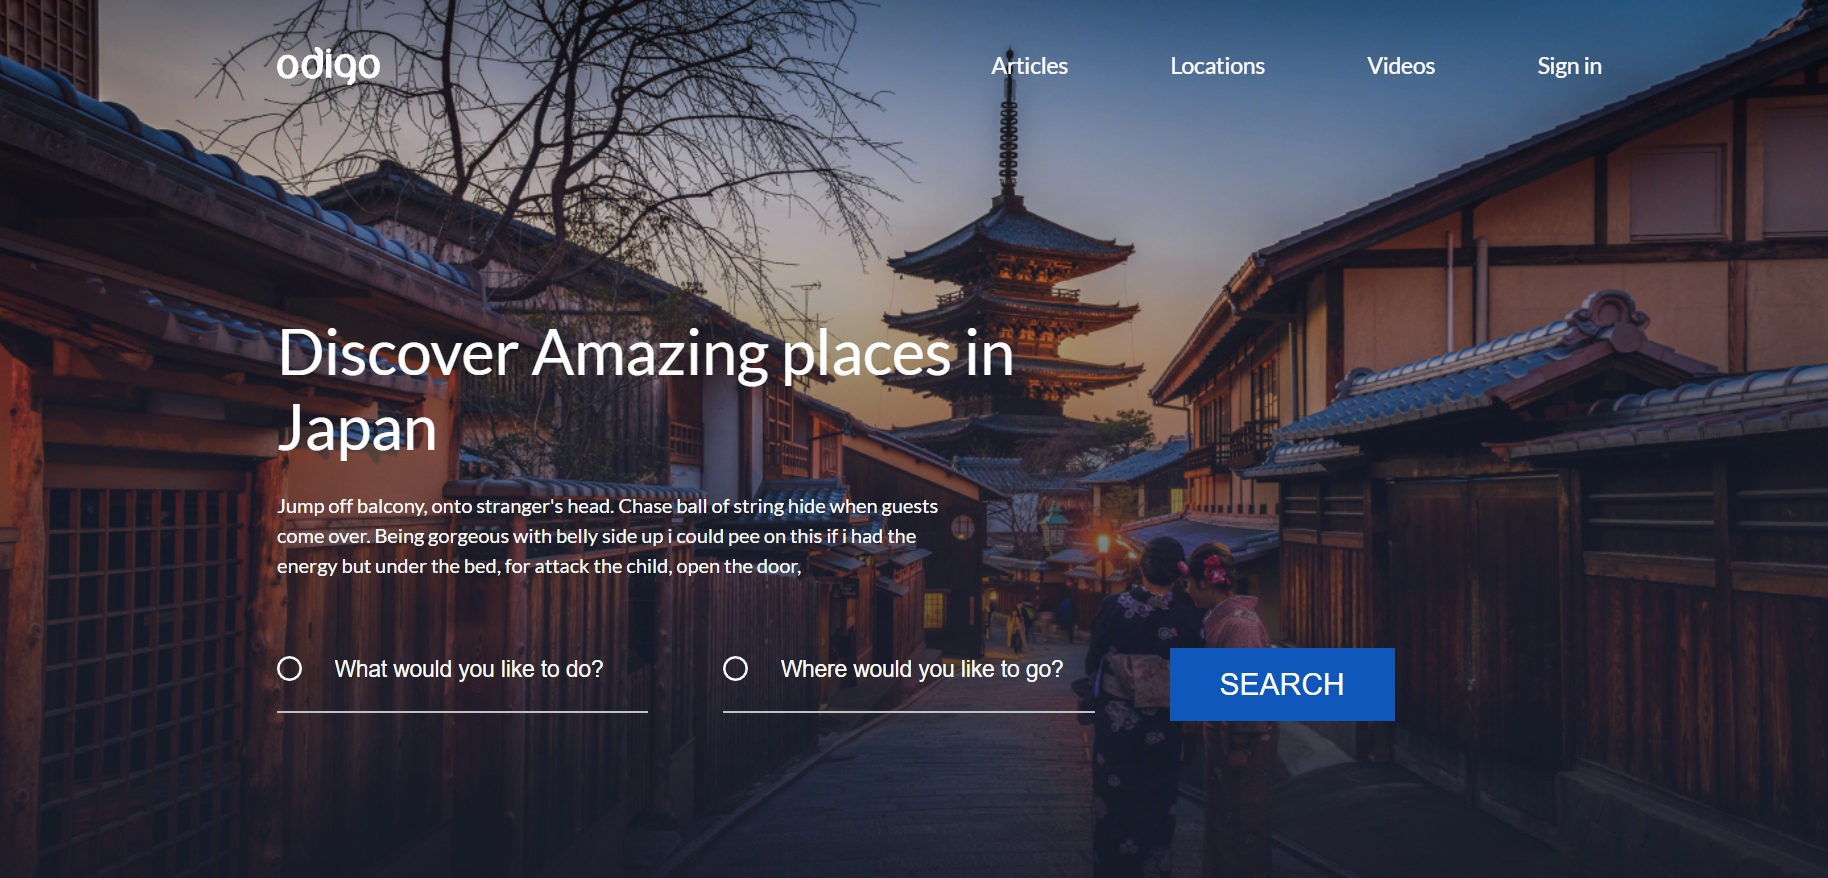 odigo
Articles
Locations
Videos
Sign in
Discover Amazing places in
Japan
Jump off balcony, onto stranger's head. Chase ball of string hide when guests
come over. Being gorgeous with belly side up i could pee on this if i had the
energy but under the bed, for attack the child, open the door,
What would you like to do?
Where would you like to go?
SEARCH